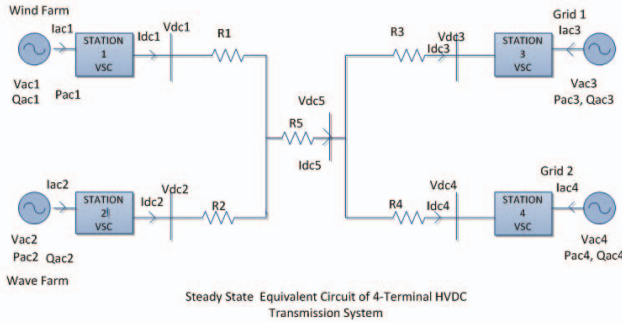 Wind Farm
Iac1
STATION
1
VSC
Idc1
Vdc1
R1
Vac1
Qac1
Pac1
R3
Vdc3
Idc3
STATION
3
VSC
Grid 1
Iac3
Vac3
Pac3, Qac3
Vdc5
R5
Idc5
Iac2
STATION
2
VSC
Idc2
Vdc2
R2
Vac2
Pac2
Qac2
Wave Farm
R4
Vdc4
Idc4
STATION
4
VSC
Grid 2
Iac4
Vac4
Pac4, Qac4
Steady State Equivalent Circuit of 4-Terminal HVDC
Transmission System